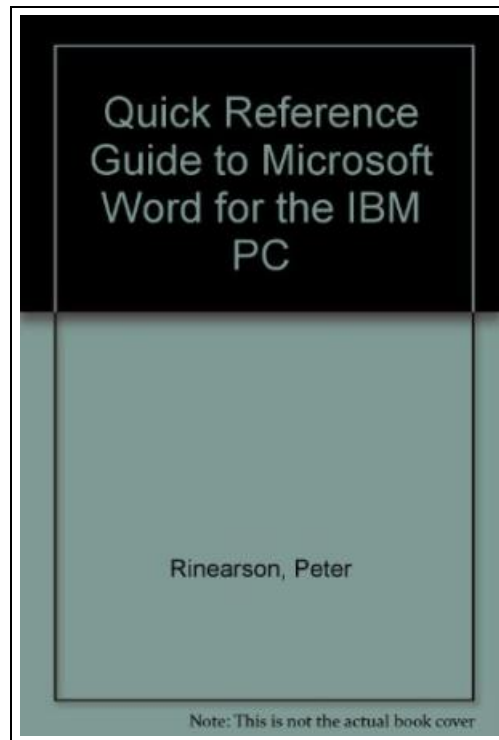 Quick Reference
Guide to Microsoft
Word for the IBM
PC
Rinearson, Peter
Note: This is not the actual book cover